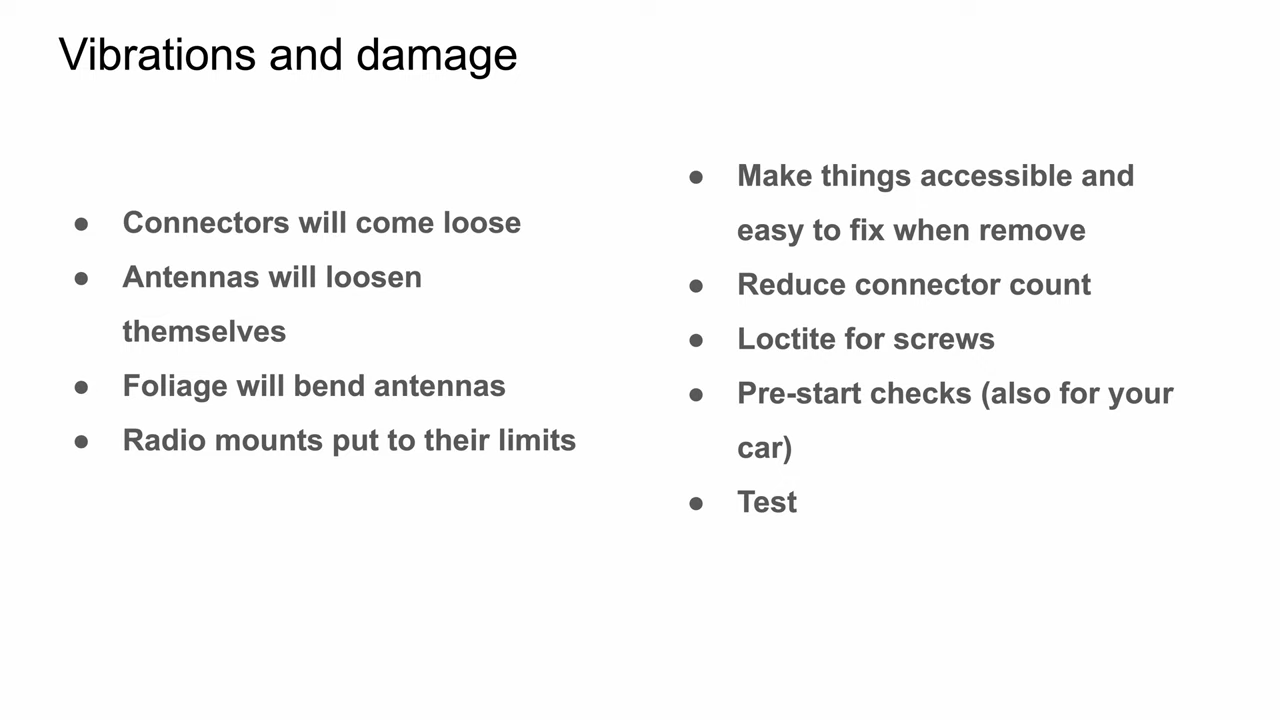 Vibrations and damage
● Connectors will come loose
● Antennas will loosen
themselves
● Foliage will bend antennas
● Radio mounts put to their limits
● Make things accessible and
easy to fix when remove
● Reduce connector count
● Loctite for screws
● Pre-start checks (also for your
car)
● Test